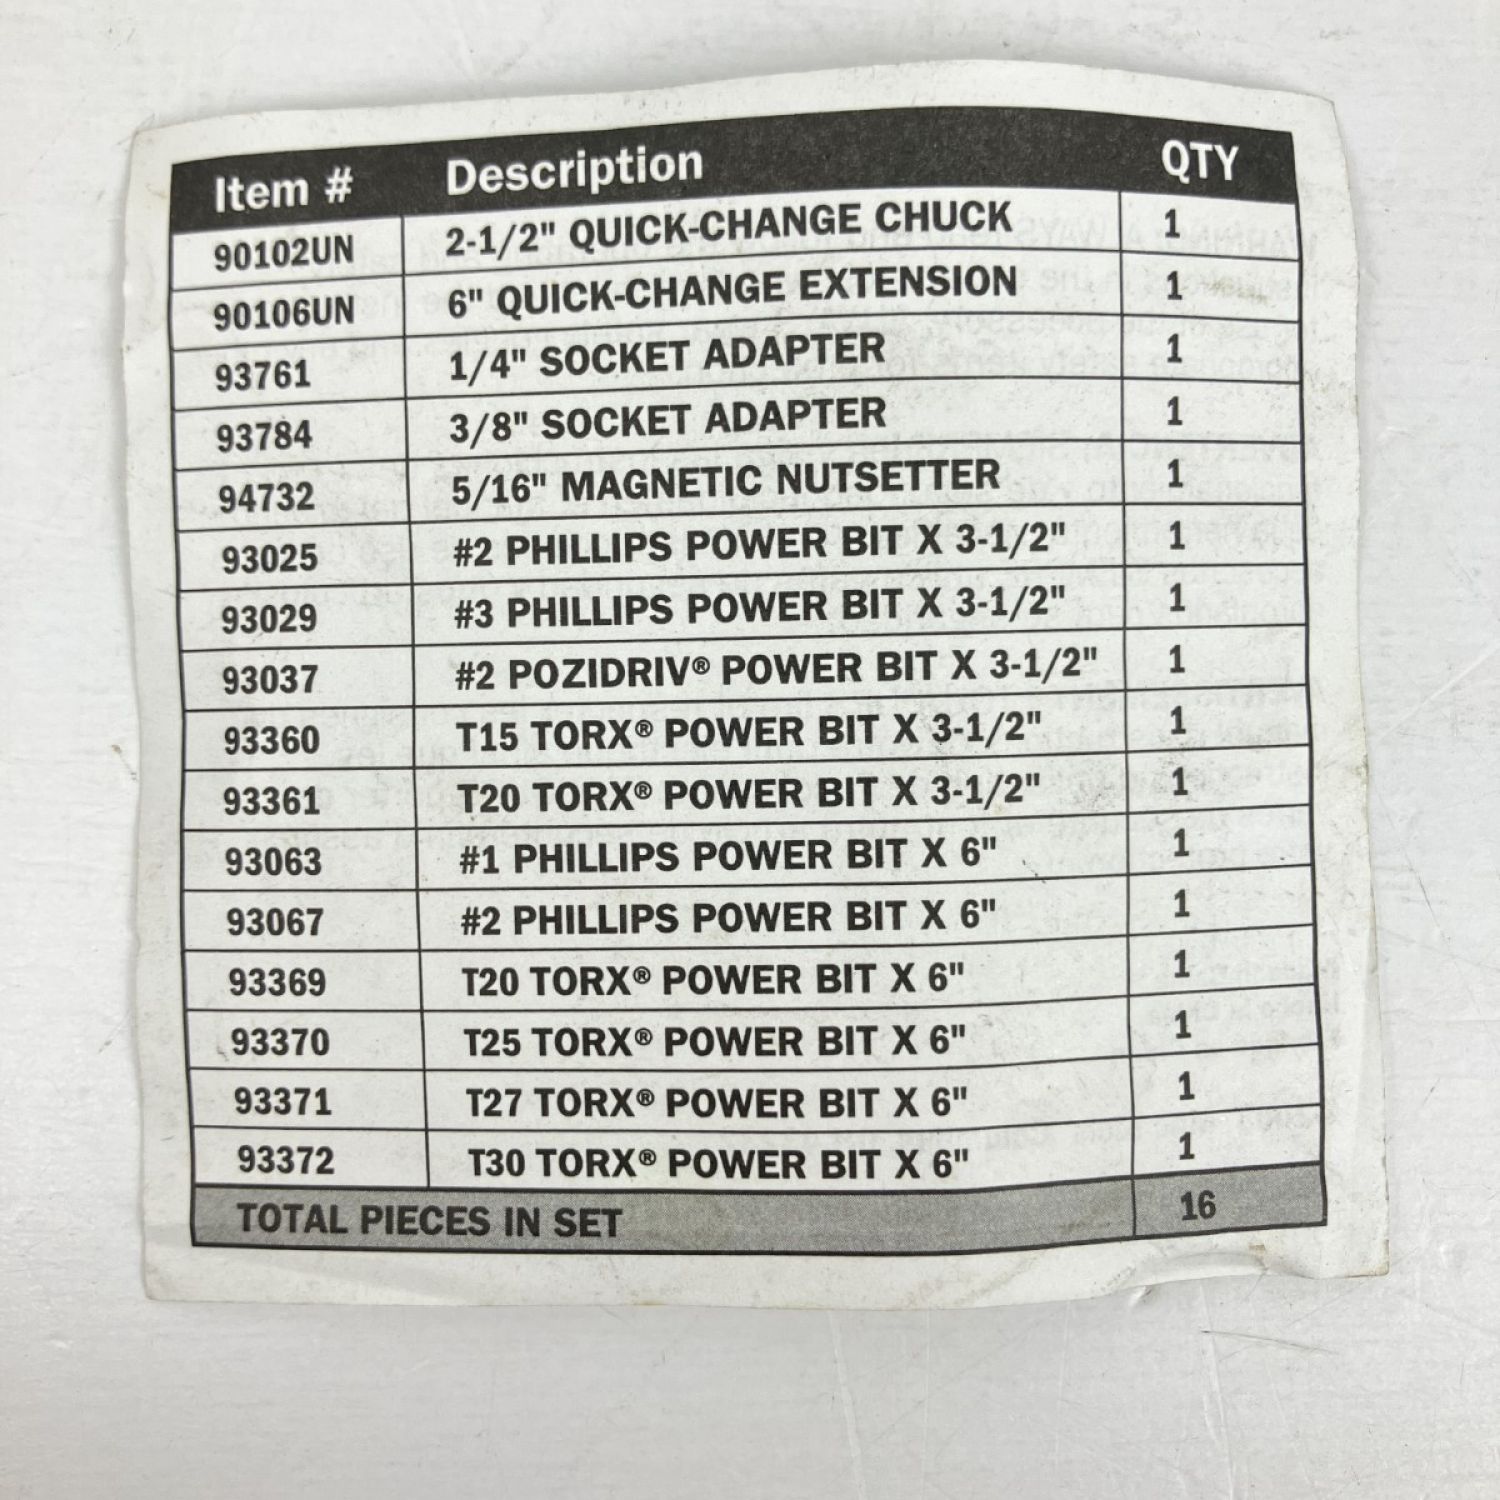 Item # Description QTY
90102UN 2-1/2" QUICK-CHANGE CHUCK 1
90106UN 6" QUICK-CHANGE EXTENSION 1
93761 1/4" SOCKET ADAPTER 1
93784 3/8" SOCKET ADAPTER 1
94732 5/16" MAGNETIC NUTSETTER 1
93025 #2 PHILLIPS POWER BIT X 3-1/2" 1
93029 #3 PHILLIPS POWER BIT X 3-1/2" 1
93037 #2 POZIDRIV® POWER BIT X 3-1/2" 1
93360 T15 TORX® POWER BIT X 3-1/2" 1
93361 T20 TORX® POWER BIT X 3-1/2" 1
93063 #1 PHILLIPS POWER BIT X 6" 1
93067 #2 PHILLIPS POWER BIT X 6" 1
93369 T20 TORX® POWER BIT X 6" 1
93370 T25 TORX® POWER BIT X 6" 1
93371 T27 TORX® POWER BIT X 6" 1
93372 T30 TORX® POWER BIT X 6" 1
TOTAL PIECES IN SET 16